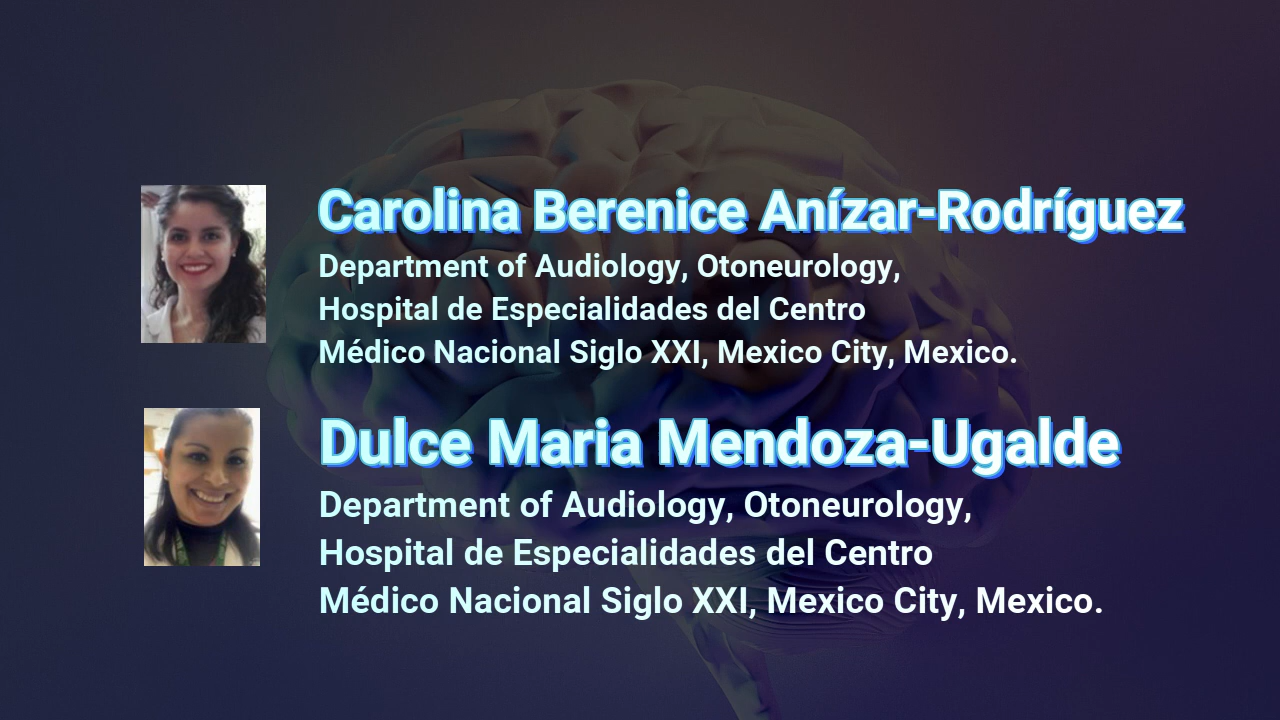 Carolina Berenice Anízar-Rodríguez
Department of Audiology, Otoneurology,
Hospital de Especialidades del Centro
Médico Nacional Siglo XXI, Mexico City, Mexico.
Dulce Maria Mendoza-Ugalde
Department of Audiology, Otoneurology,
Hospital de Especialidades del Centro
Médico Nacional Siglo XXI, Mexico City, Mexico.